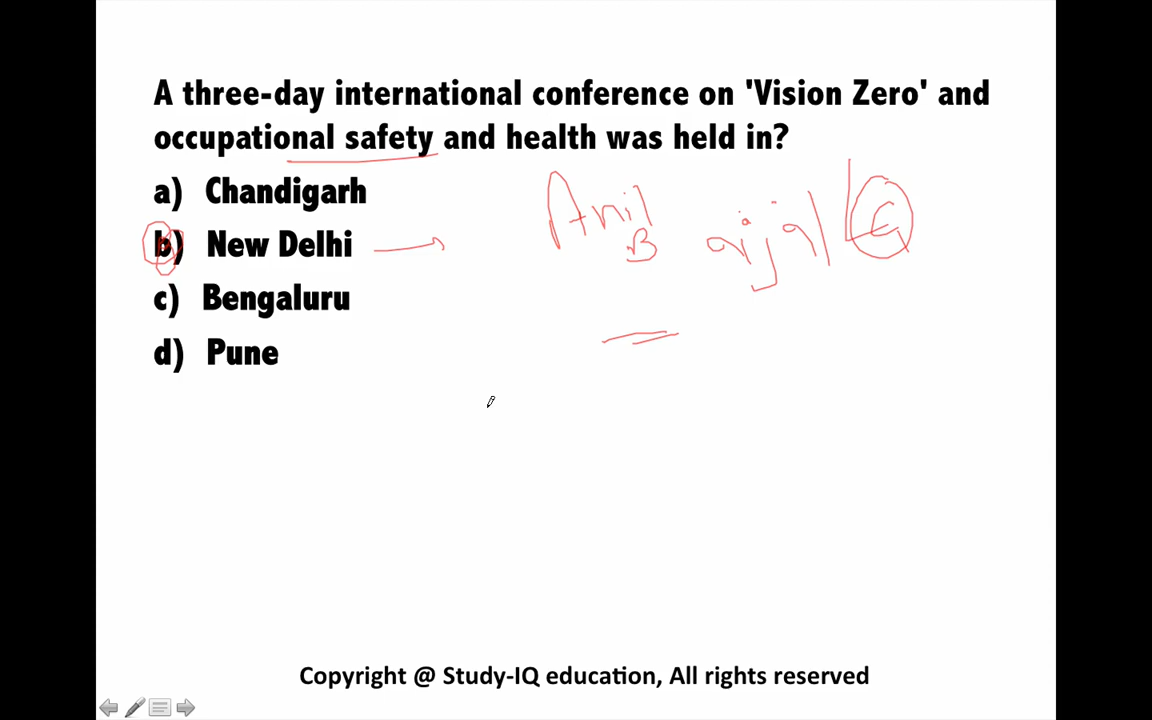 A three-day international conference on 'Vision Zero' and
occupational safety and health was held in?
a) Chandigarh
b) New Delhi
c) Bengaluru
d) Pune
Anil
B
Copyright @ Study-IQ education, All rights reserved